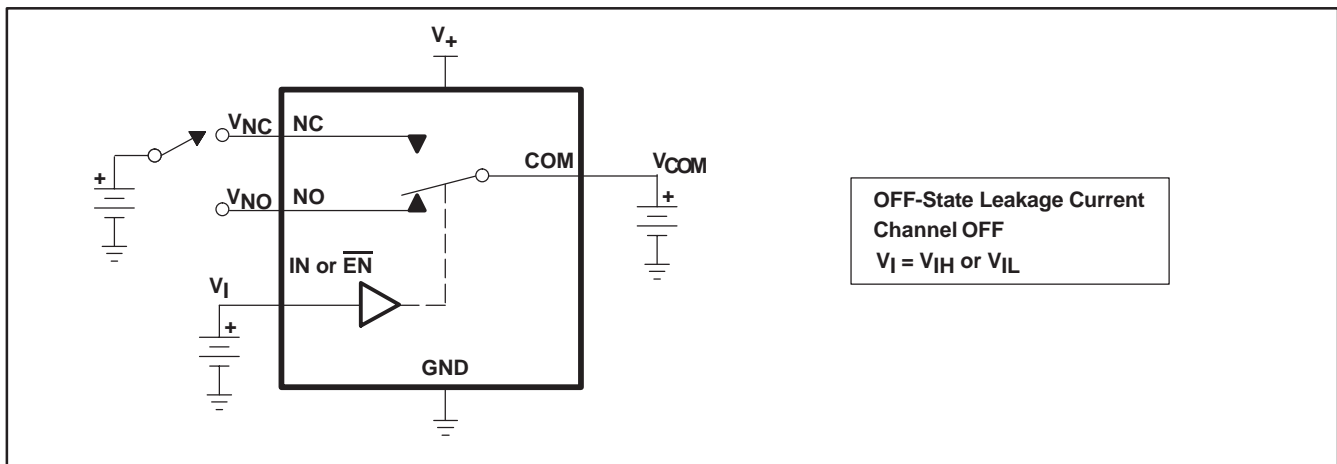 V+
VNC NC
COM VCOM
+
+
VNO NO
IN or EN
VI
+
GND
OFF-State Leakage Current
Channel OFF
VI = VIH or VIL